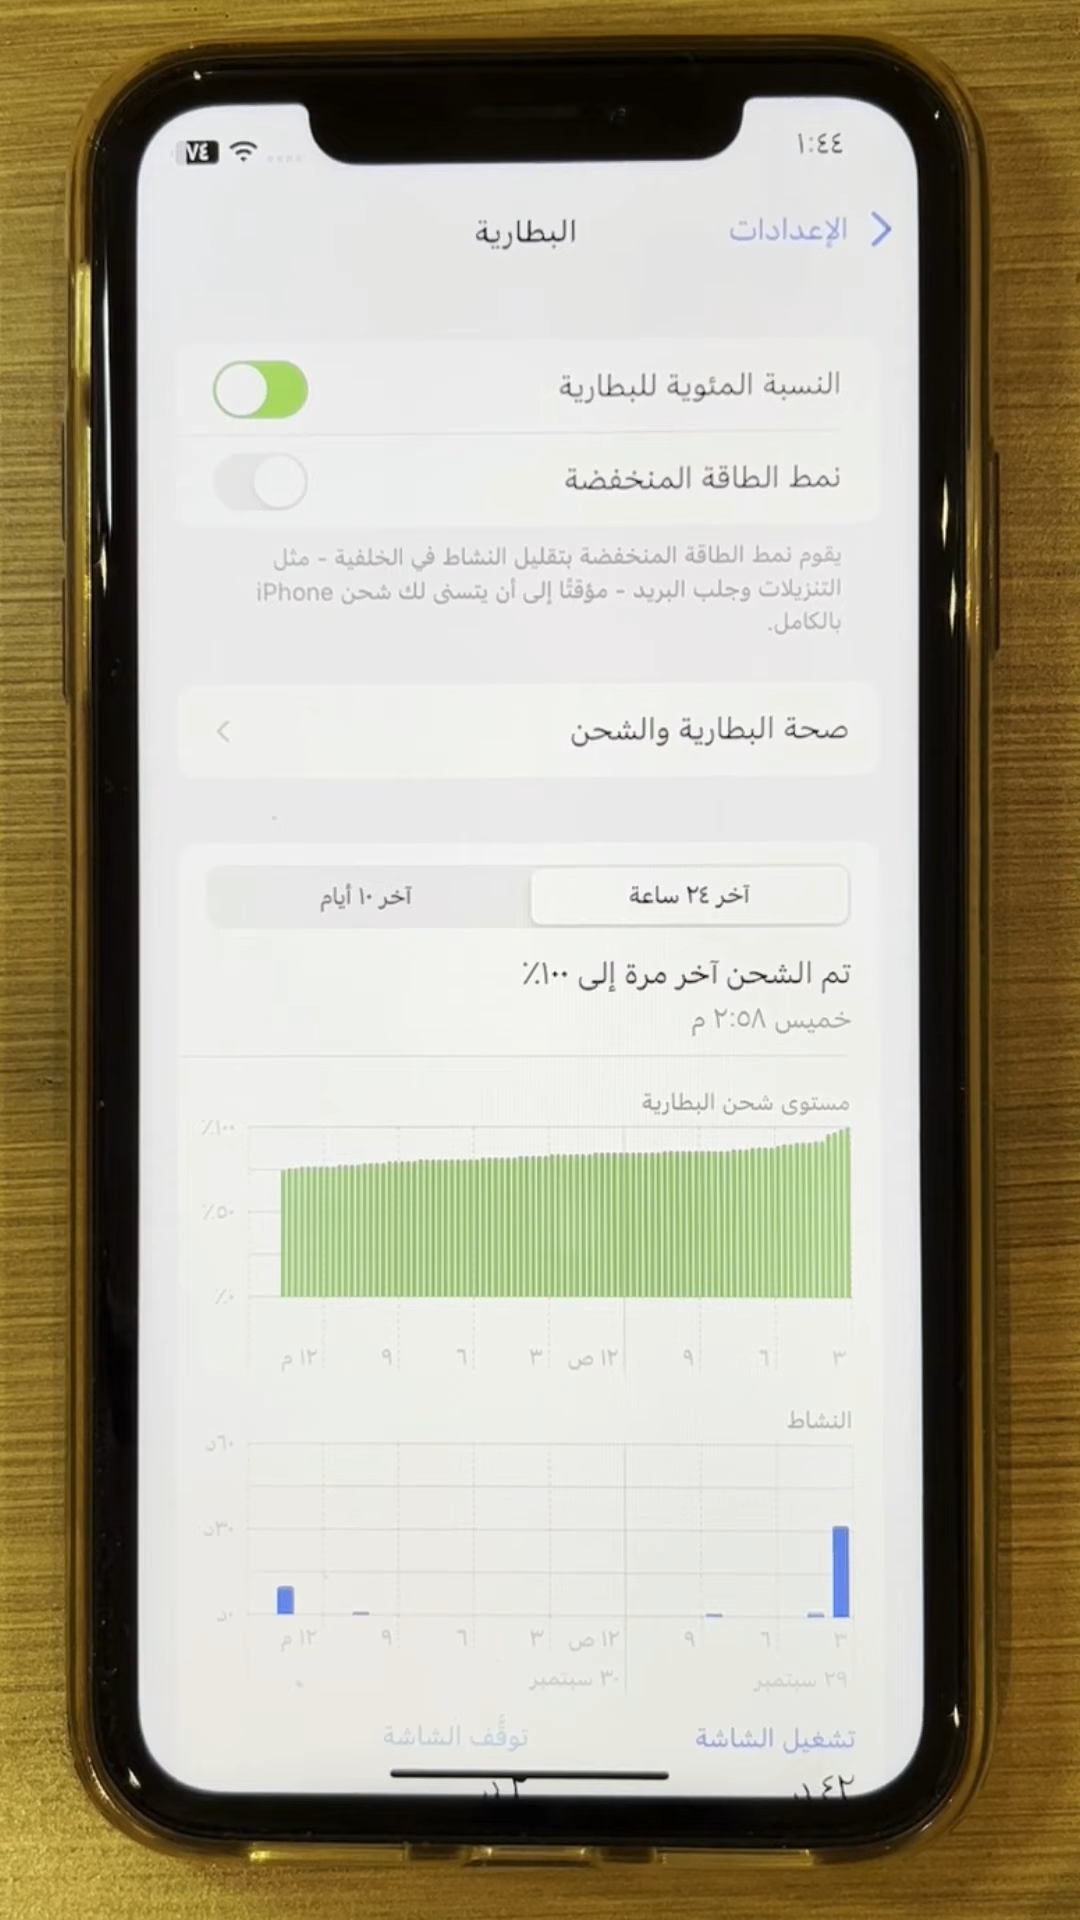 ١:٤٤
٧٤
الإعدادات
البطارية
النسبة المئوية للبطارية
نمط الطاقة المنخفضة
يقوم نمط الطاقة المنخفضة بتقليل النشاط في الخلفية - مثل
التنزيلات وجلب البريد - مؤقتًا إلى أن يتسنى لك شحن iPhone
بالكامل.
صحة البطارية والشحن
آخر ٢٤ ساعة
آخر ١٠ أيام
تم الشحن آخر مرة إلى ١٠٠٪
خميس ٢:٥٨ م
مستوى شحن البطارية
١٠٠٪
٥٠٪
٠٪
٣ ٦ ٩ ١٢ ص ٣ ٦ ٩ ١٢ م
النشاط
٦٠د
٣٠د
٠د
٣ ٦ ٩ ١٢ ص ٣ ٦ ٩ ١٢ م
٢٩ سبتمبر ٣٠ سبتمبر
تشغيل الشاشة
توقُّف الشاشة
٤٢ د